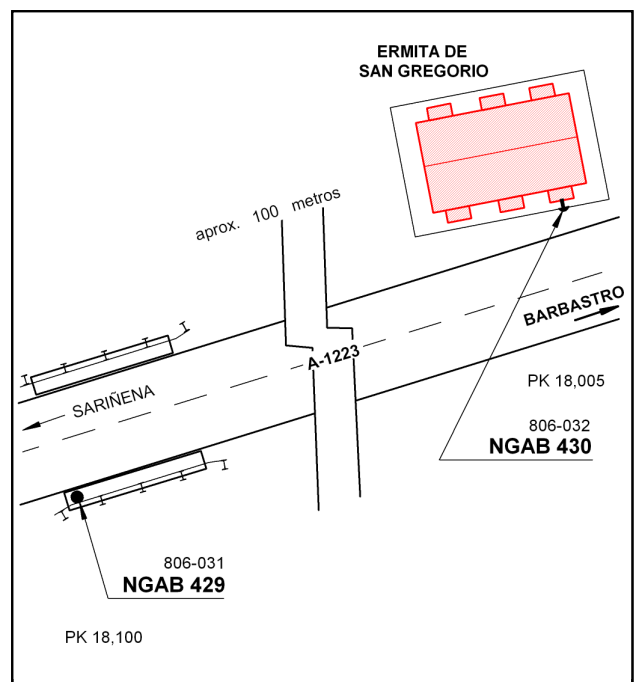 ERMITA DE
SAN GREGORIO
aprox. 100 metros
BARBASTRO
A-1223
PK 18,005
SARIÑENA
806-032
NGAB 430
806-031
NGAB 429
PK 18,100